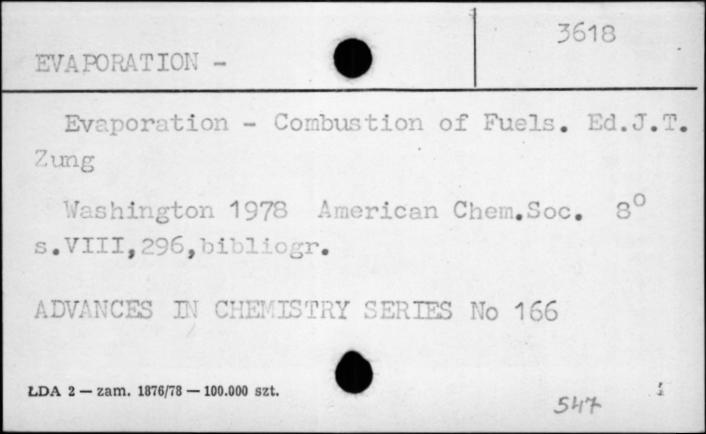 3618
EVAPORATION -
Evaporation - Combustion of Fuels. Ed.J.T.
Zung
Washington 1978 American Chem.Soc. 8°
s.VIII,296,bibliogr.
ADVANCES IN CHEMISTRY SERIES No 166
ŁDA 2 — zam. 1876/78 — 100.000 szt.
547